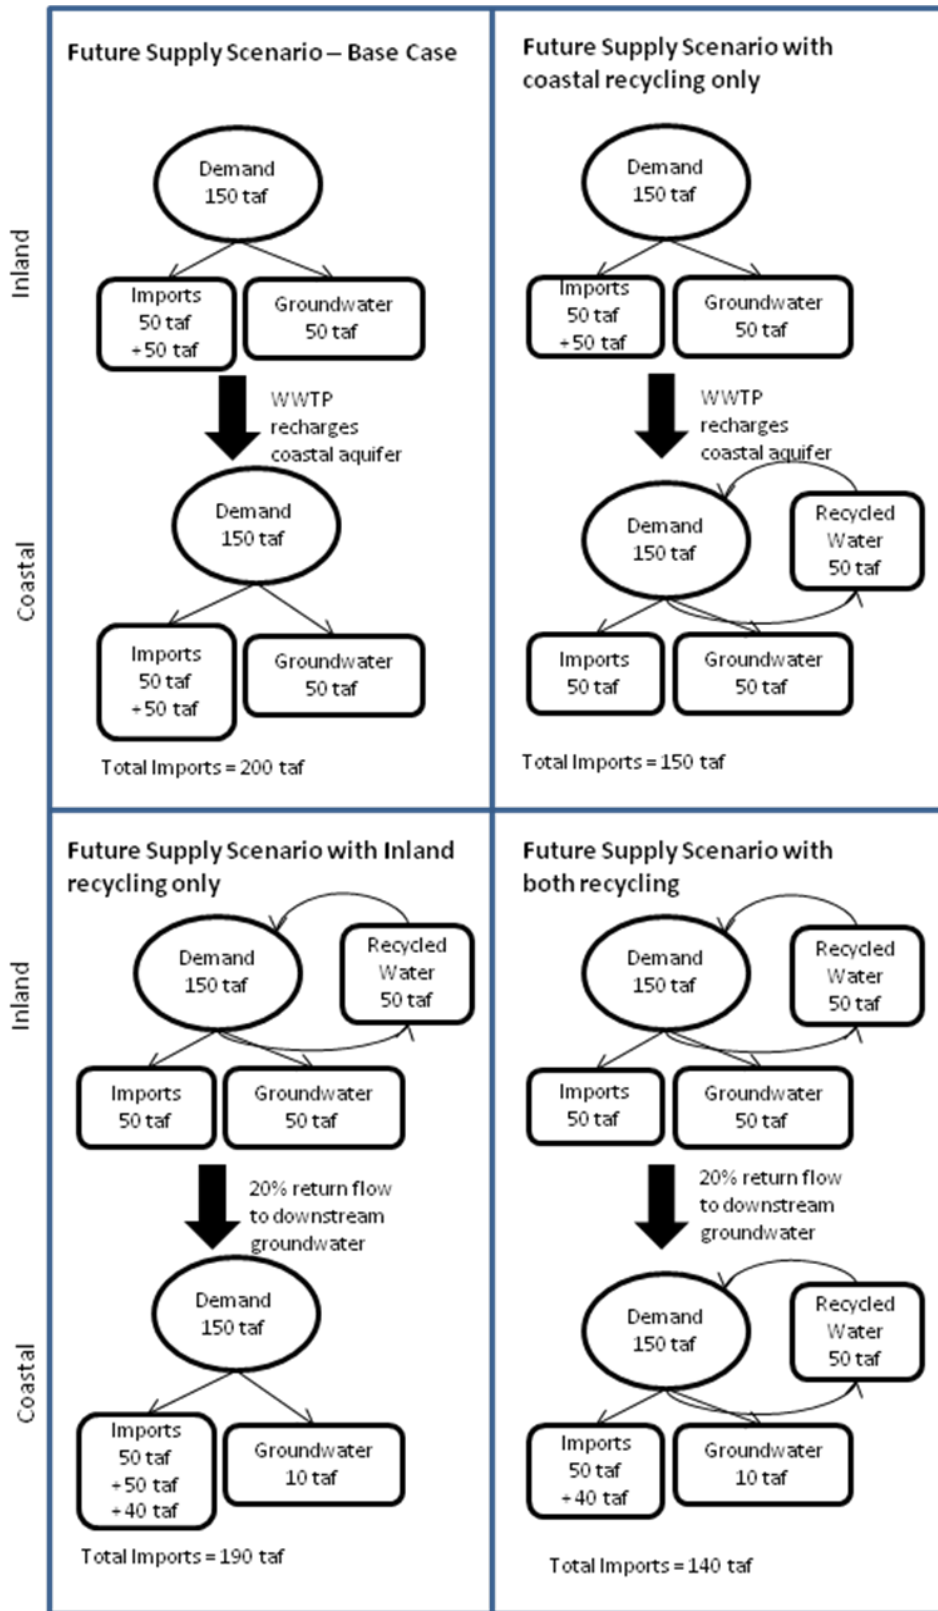 Future Supply Scenario – Base Case
Inland
Demand
150 taf
Imports
50 taf
+50 taf
Groundwater
50 taf
WWTP
recharges
coastal aquifer
Coastal
Demand
150 taf
Imports
50 taf
+50 taf
Groundwater
50 taf
Total Imports = 200 taf
Future Supply Scenario with
coastal recycling only
Demand
150 taf
Imports
50 taf
+50 taf
Groundwater
50 taf
WWTP
recharges
coastal aquifer
Demand
150 taf
Recycled
Water
50 taf
Imports
50 taf
Groundwater
50 taf
Total Imports = 150 taf
Future Supply Scenario with Inland
recycling only
Inland
Demand
150 taf
Recycled
Water
50 taf
Imports
50 taf
Groundwater
50 taf
20% return flow
to downstream
groundwater
Coastal
Demand
150 taf
Imports
50 taf
+50 taf
+40 taf
Groundwater
10 taf
Total Imports = 190 taf
Future Supply Scenario with
both recycling
Demand
150 taf
Recycled
Water
50 taf
Imports
50 taf
Groundwater
50 taf
20% return flow
to downstream
groundwater
Demand
150 taf
Recycled
Water
50 taf
Imports
50 taf
+40 taf
Groundwater
10 taf
Total Imports = 140 taf